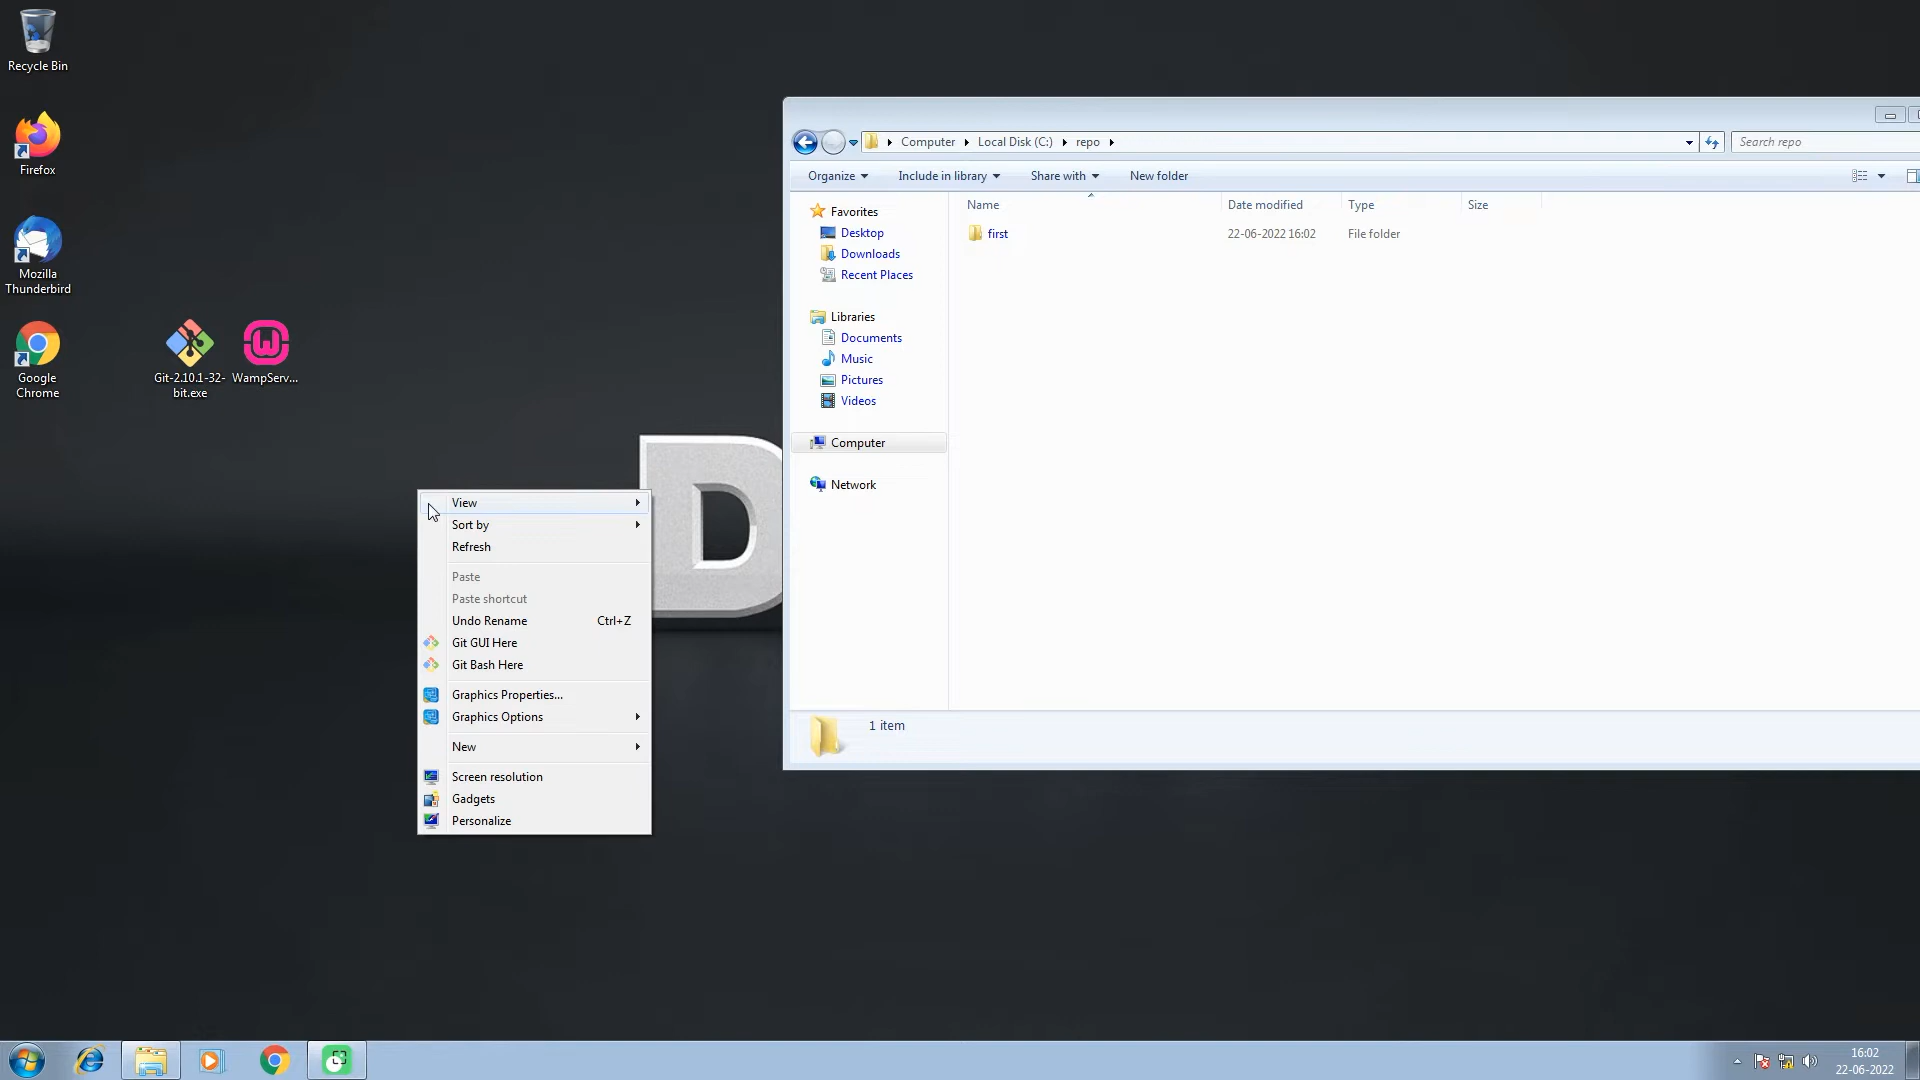 Recycle Bin
Firefox
Mozilla
Thunderbird
Google
Chrome
Git-2.10.1-32-
bit.exe
WampServ...
View
Sort by
Refresh
Paste
Paste shortcut
Undo Rename Ctrl+Z
Git GUI Here
Git Bash Here
Graphics Properties...
Graphics Options
New
Screen resolution
Gadgets
Personalize
D
Computer Local Disk (C:) repo
Search repo
Organize Include in library Share with New folder
Favorites
Desktop
Downloads
Recent Places
Libraries
Documents
Music
Pictures
Videos
Computer
Network
Name Date modified Type Size
first 22-06-2022 16:02 File folder
1 item
16:02
22-06-2022